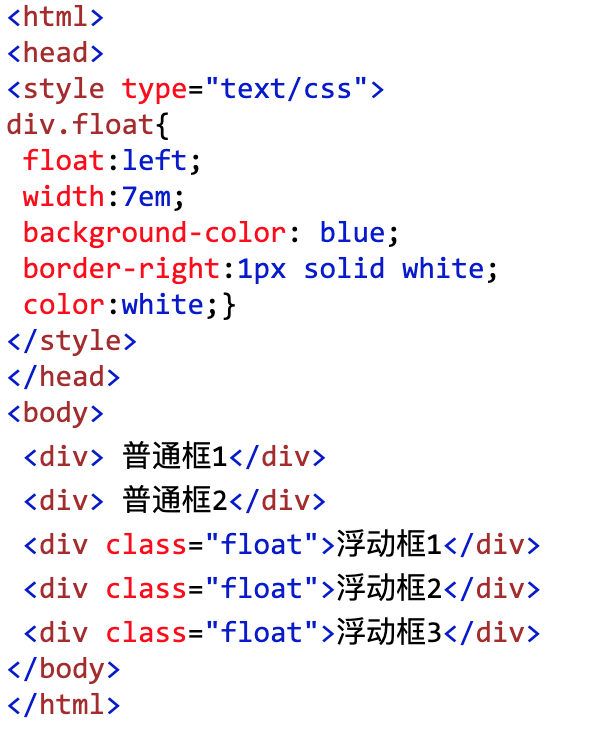 <html>
<head>
<style type="text/css">
div.float{
 float:left;
 width:7em;
 background-color: blue;
 border-right:1px solid white;
 color:white;}
</style>
</head>
<body>
 <div> 普通框1</div>
 <div> 普通框2</div>
 <div class="float">浮动框1</div>
 <div class="float">浮动框2</div>
 <div class="float">浮动框3</div>
</body>
</html>